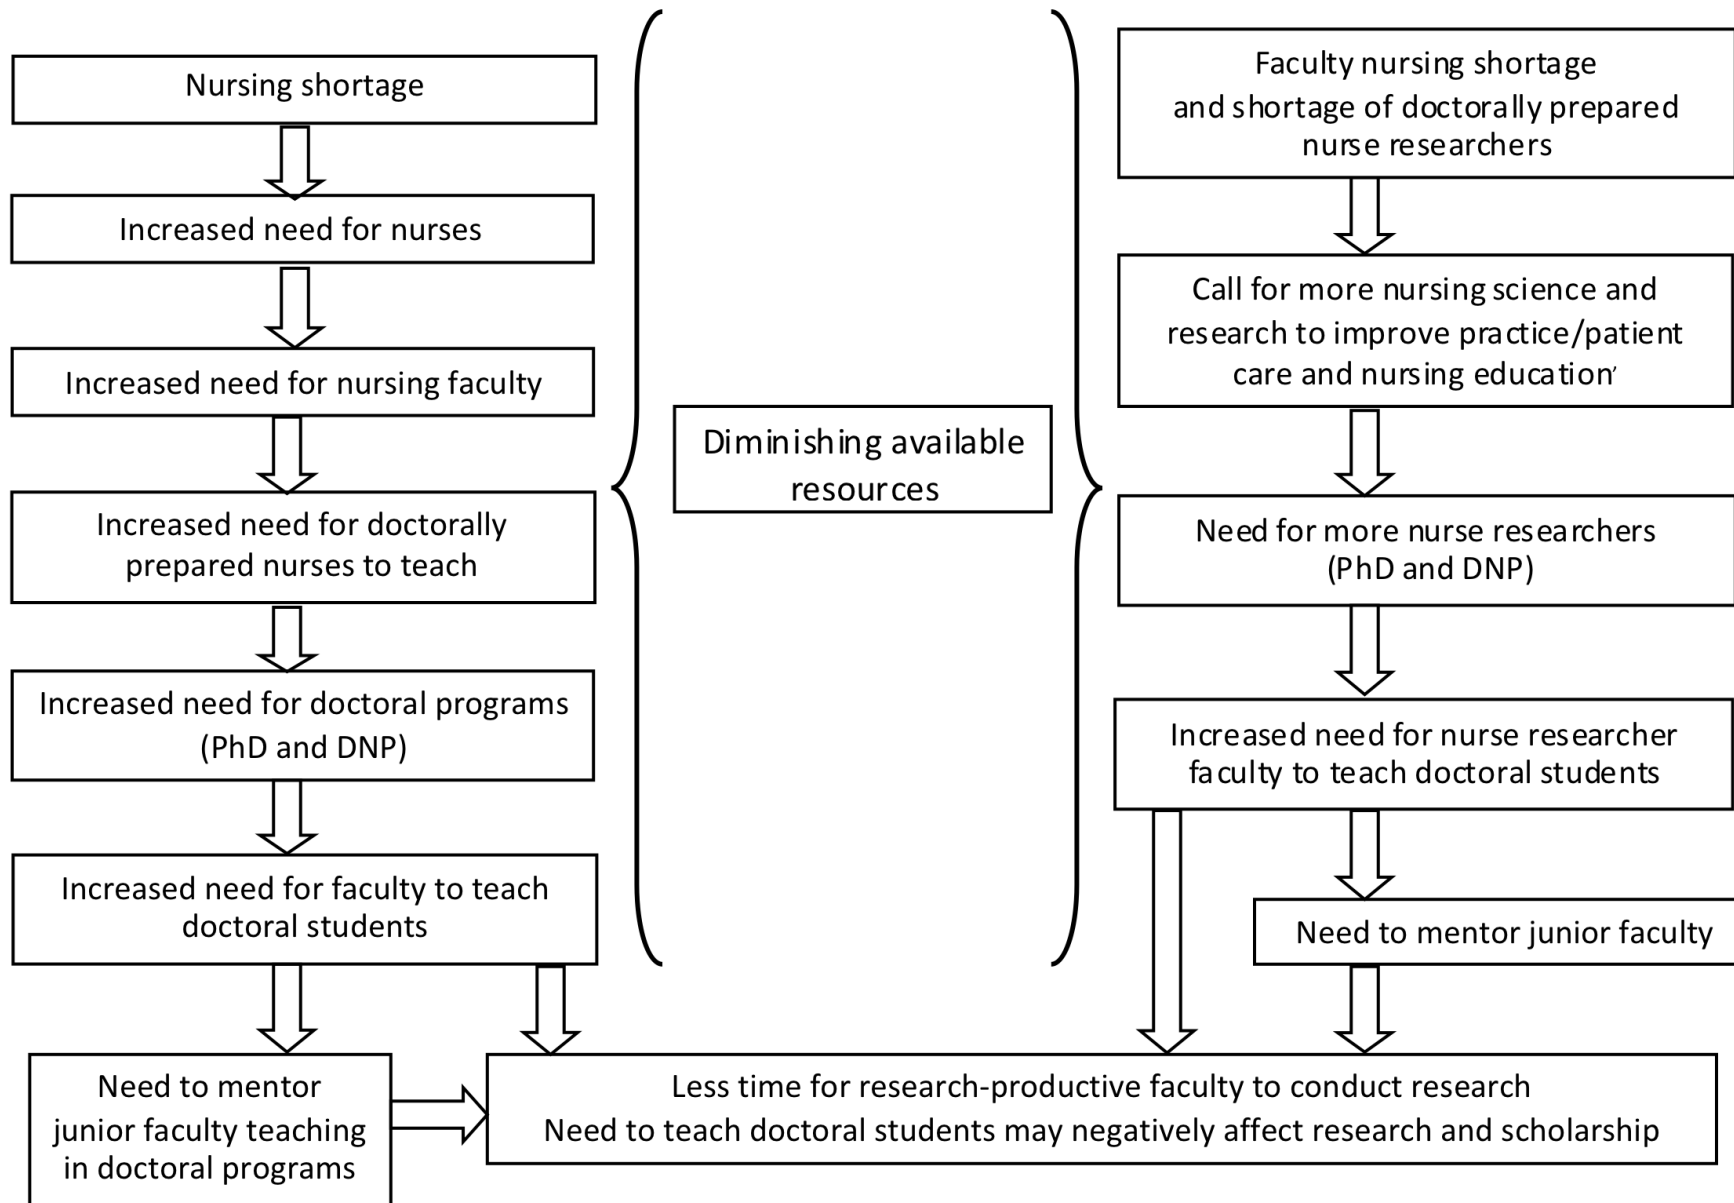 Nursing shortage
Increased need for nurses
Increased need for nursing faculty
Increased need for doctorally
prepared nurses to teach
Increased need for doctoral programs
(PhD and DNP)
Increased need for faculty to teach
doctoral students
Need to mentor
junior faculty teaching
in doctoral programs
Diminishing available
resources
Faculty nursing shortage
and shortage of doctorally prepared
nurse researchers
Call for more nursing science and
research to improve practice/patient
care and nursing education’
Need for more nurse researchers
(PhD and DNP)
Increased need for nurse researcher
faculty to teach doctoral students
Need to mentor junior faculty
Less time for research-productive faculty to conduct research
Need to teach doctoral students may negatively affect research and scholarship